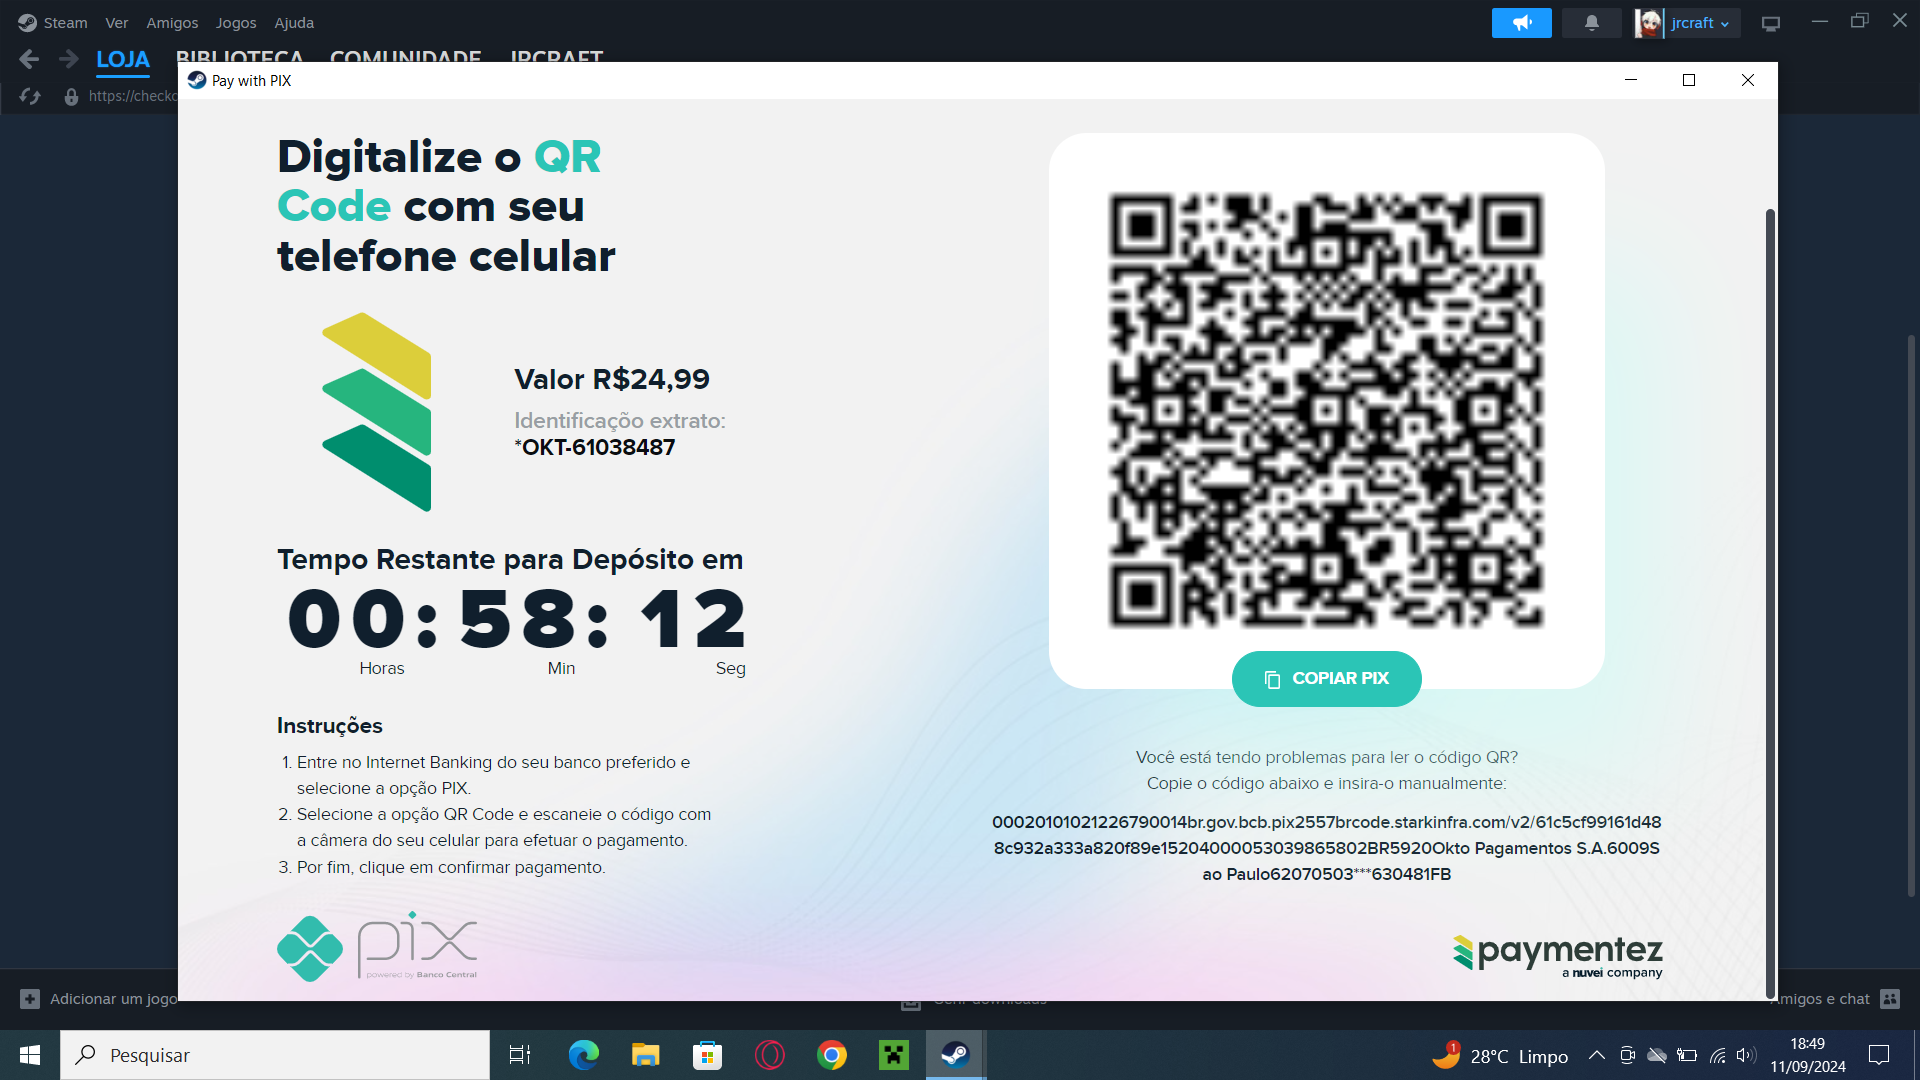 Steam Ver Amigos Jogos Ajuda
jrcraft
LOJA BIBLIOTECA COMUNIDADE JRCRAFT
Pay with PIX
Digitalize o QR
Code com seu
telefone celular
Valor R$24,99
Identificaçõo extrato:
*OKT-61038487
Tempo Restante para Depósito em
00: 58: 12
Horas Min Seg
Instruções
1. Entre no Internet Banking do seu banco preferido e
selecione a opção PIX.
2. Selecione a opção QR Code e escaneie o código com
a câmera do seu celular para efetuar o pagamento.
3. Por fim, clique em confirmar pagamento.
pix
powered by Banco Central
COPIAR PIX
Você está tendo problemas para ler o código QR?
Copie o código abaixo e insira-o manualmente:
00020101021226790014br.gov.bcb.pix2557brcode.starkinfra.com/v2/61c5cf99161d48
8c932a333a820f89e15204000053039865802BR5920Okto Pagamentos S.A.6009S
ao Paulo62070503***630481FB
paymentez
a nuvei company
Adicionar um jogo
Amigos e chat
Pesquisar
1
28°C Limpo
18:49
11/09/2024